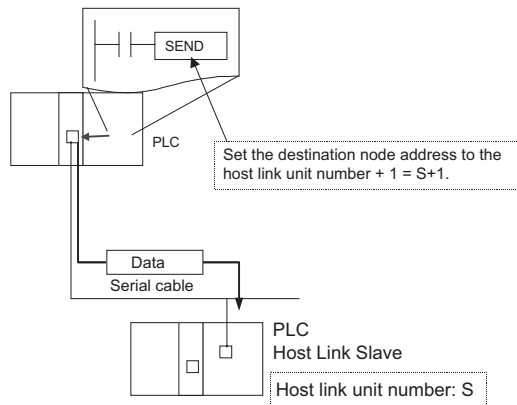 SEND
PLC
Set the destination node address to the
host link unit number + 1 = S+1.
Data
Serial cable
PLC
Host Link Slave
Host link unit number: S